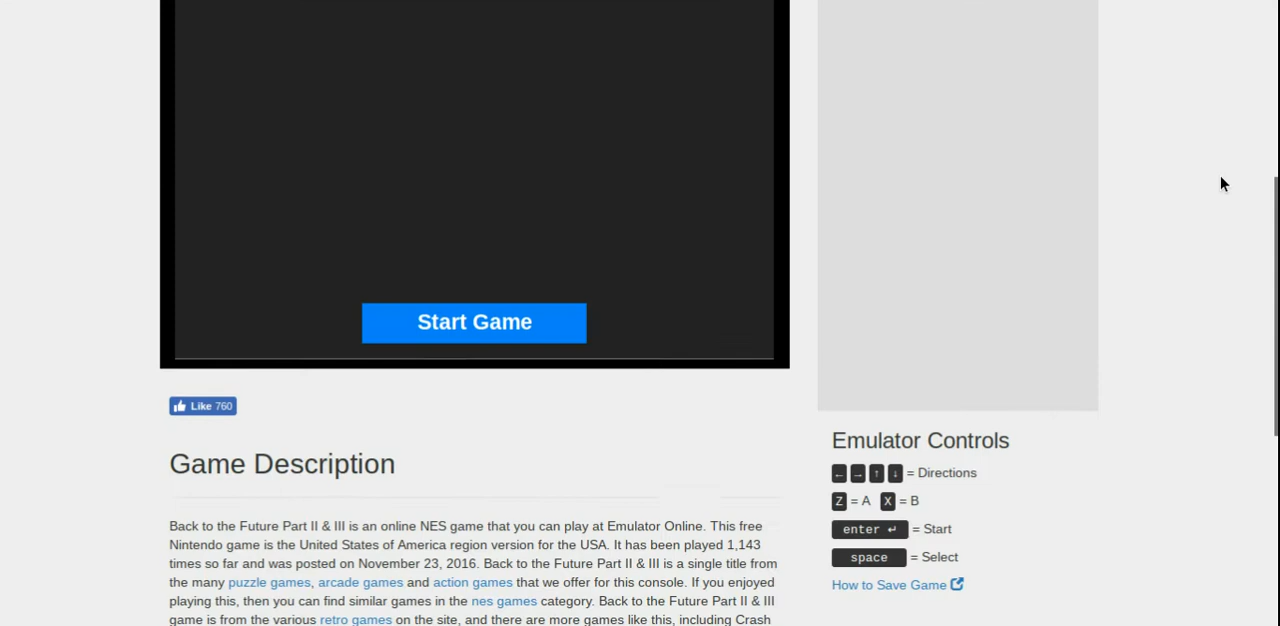 Start Game
Like 760
Game Description
Back to the Future Part II & III is an online NES game that you can play at Emulator Online. This free
Nintendo game is the United States of America region version for the USA. It has been played 1,143
times so far and was posted on November 23, 2016. Back to the Future Part II & III is a single title from
the many puzzle games, arcade games and action games that we offer for this console. If you enjoyed
playing this, then you can find similar games in the nes games category. Back to the Future Part II & III
game is from the various retro games on the site, and there are more games like this, including Crash
Emulator Controls
← → ↑ ↓ = Directions
Z = A X = B
enter ↵ = Start
space = Select
How to Save Game